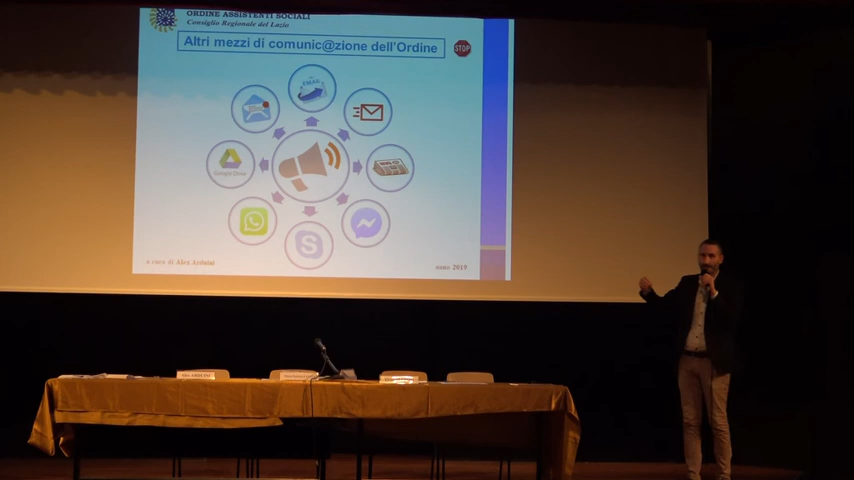 ORDINE ASSISTENTI SOCIALI
Consiglio Regionale del Lazio
Altri mezzi di comunic@zione dell'Ordine
STOP
EMAIL
Google Drive
S
a cura di Alex Arduini
anno 2019